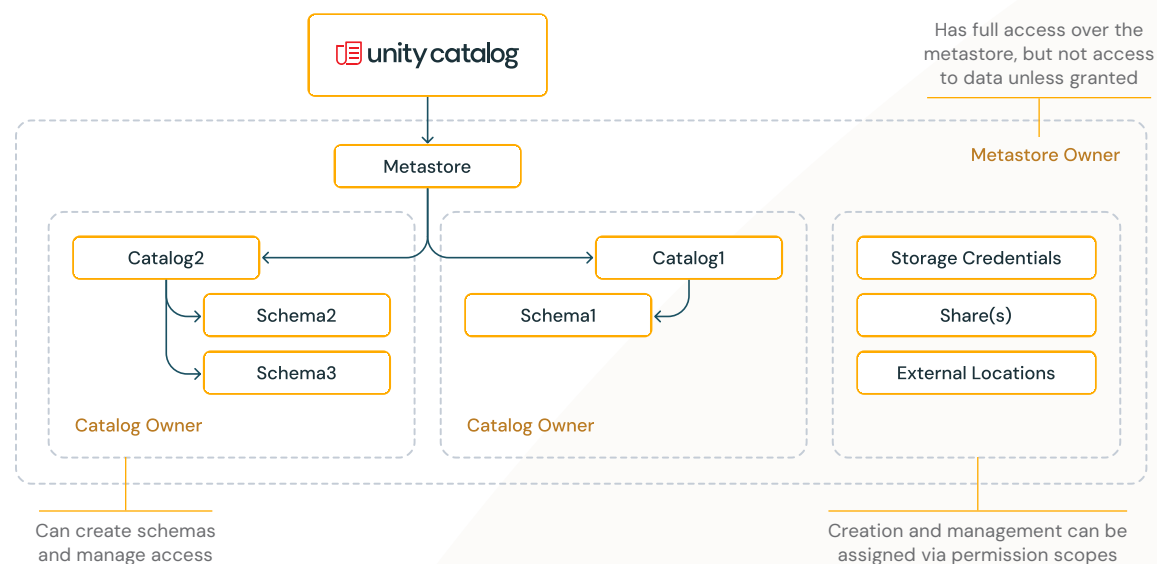 unity catalog
Has full access over the
metastore, but not access
to data unless granted
Metastore Owner
Metastore
Catalog2
Schema2
Schema3
Catalog Owner
Catalog1
Schema1
Catalog Owner
Storage Credentials
Share(s)
External Locations
Can create schemas
and manage access
Creation and management can be
assigned via permission scopes